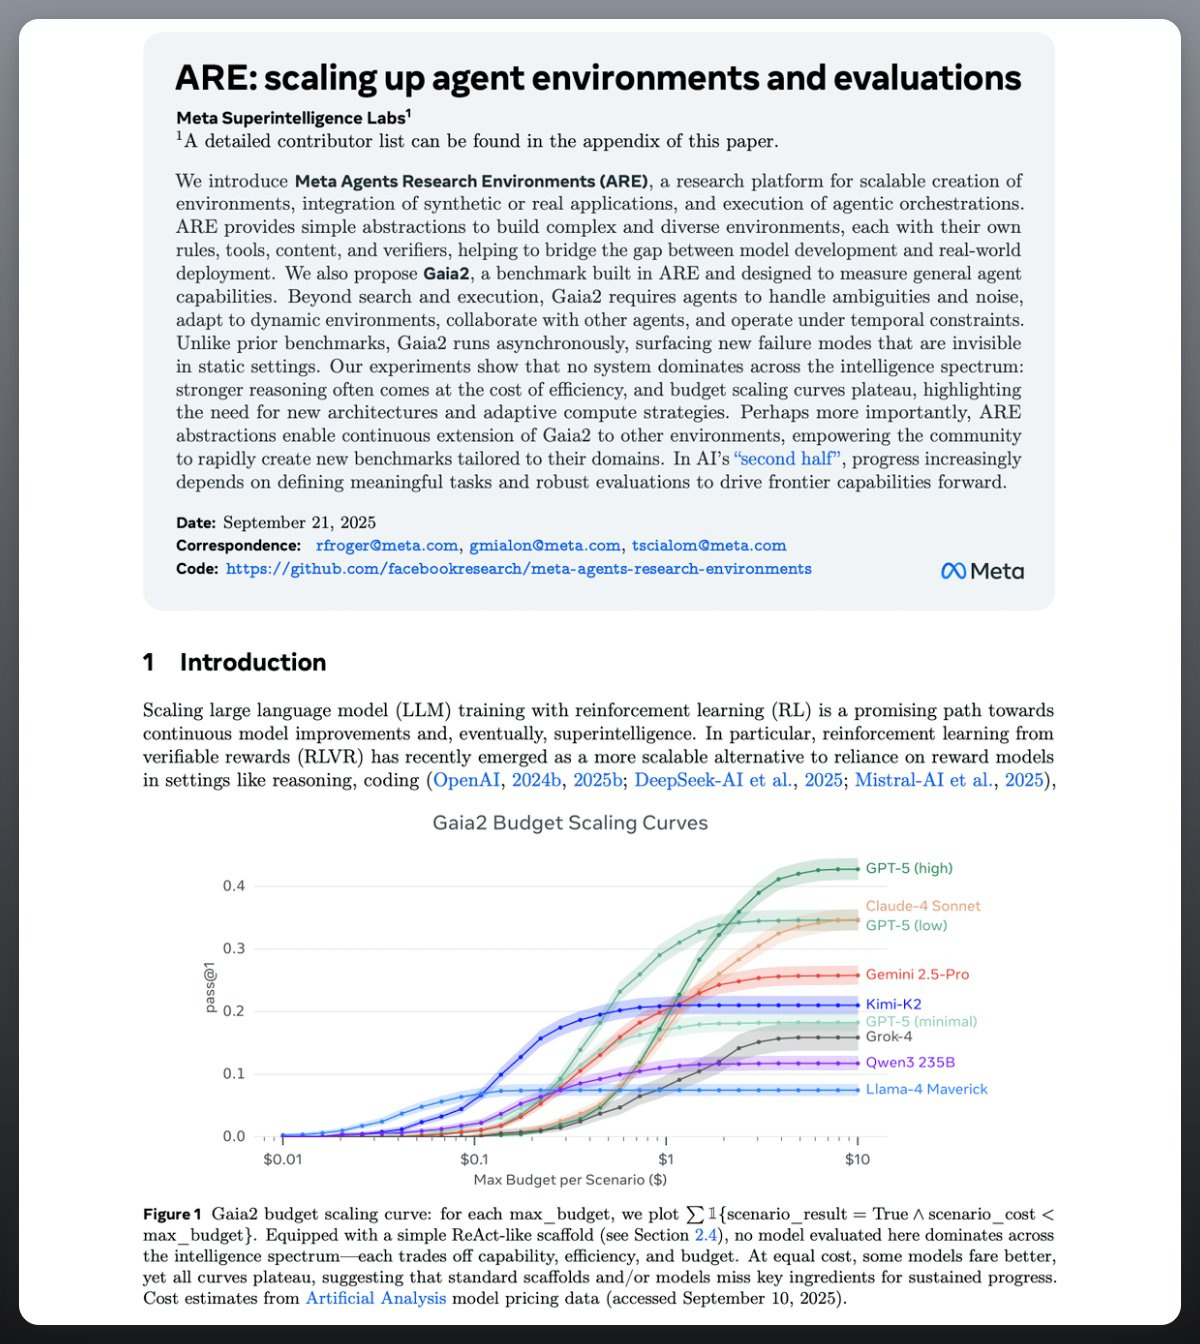 ARE: scaling up agent environments and evaluations
Meta Superintelligence Labs¹
¹A detailed contributor list can be found in the appendix of this paper.
We introduce Meta Agents Research Environments (ARE), a research platform for scalable creation of
environments, integration of synthetic or real applications, and execution of agentic orchestrations.
ARE provides simple abstractions to build complex and diverse environments, each with their own
rules, tools, content, and verifiers, helping to bridge the gap between model development and real-world
deployment. We also propose Gaia2, a benchmark built in ARE and designed to measure general agent
capabilities. Beyond search and execution, Gaia2 requires agents to handle ambiguities and noise,
adapt to dynamic environments, collaborate with other agents, and operate under temporal constraints.
Unlike prior benchmarks, Gaia2 runs asynchronously, surfacing new failure modes that are invisible
in static settings. Our experiments show that no system dominates across the intelligence spectrum:
stronger reasoning often comes at the cost of efficiency, and budget scaling curves plateau, highlighting
the need for new architectures and adaptive compute strategies. Perhaps more importantly, ARE
abstractions enable continuous extension of Gaia2 to other environments, empowering the community
to rapidly create new benchmarks tailored to their domains. In AI's “second half”, progress increasingly
depends on defining meaningful tasks and robust evaluations to drive frontier capabilities forward.
Date: September 21, 2025
Correspondence: rfroger@meta.com, gmialon@meta.com, tscialom@meta.com
Code: https://github.com/facebookresearch/meta-agents-research-environments
Meta
1 Introduction
Scaling large language model (LLM) training with reinforcement learning (RL) is a promising path towards
continuous model improvements and, eventually, superintelligence. In particular, reinforcement learning from
verifiable rewards (RLVR) has recently emerged as a more scalable alternative to reliance on reward models
in settings like reasoning, coding (OpenAI, 2024b, 2025b; DeepSeek-AI et al., 2025; Mistral-AI et al., 2025),
Gaia2 Budget Scaling Curves
pass@1
0.4
0.3
0.2
0.1
0.0
GPT-5 (high)
Claude-4 Sonnet
GPT-5 (low)
Gemini 2.5-Pro
Kimi-K2
GPT-5 (minimal)
Grok-4
Qwen3 235B
Llama-4 Maverick
$0.01 $0.1 $1 $10
Max Budget per Scenario ($)
Figure 1 Gaia2 budget scaling curve: for each max_budget, we plot ∑ 𝟙{scenario_result = True ∧ scenario_cost <
max_budget}. Equipped with a simple ReAct-like scaffold (see Section 2.4), no model evaluated here dominates across
the intelligence spectrum—each trades off capability, efficiency, and budget. At equal cost, some models fare better,
yet all curves plateau, suggesting that standard scaffolds and/or models miss key ingredients for sustained progress.
Cost estimates from Artificial Analysis model pricing data (accessed September 10, 2025).